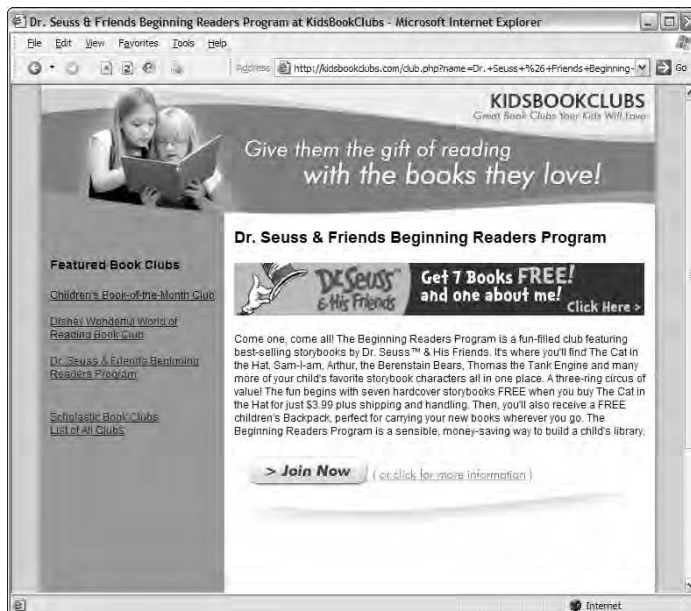 Dr. Seuss & Friends Beginning Readers Program at KidsBookClubs - Microsoft Internet Explorer
File Edit View Favorites Tools Help
Address http://kidsbookclubs.com/club.php?name=Dr.+Seuss+%26+Friends+Beginning- Go
KIDSBOOKCLUBS
Great Book Clubs Your Kids Will Love
Give them the gift of reading
with the books they love!
Featured Book Clubs
Children's Book-of-the-Month Club
Disney Wonderful World of
Reading Book Club
Dr. Seuss & Friends Beginning
Readers Program
Scholastic Book Clubs
List of All Clubs
Dr. Seuss & Friends Beginning Readers Program
Dr. Seuss™
& His Friends
Get 7 Books FREE!
and one about me!
Click Here >
Come one, come all! The Beginning Readers Program is a fun-filled club featuring
best-selling storybooks by Dr. Seuss™ & His Friends. It's where you'll find The Cat in
the Hat, Sam-I-am, Arthur, the Berenstain Bears, Thomas the Tank Engine and many
more of your child's favorite storybook characters all in one place. A three-ring circus of
value! The fun begins with seven hardcover storybooks FREE when you buy The Cat in
the Hat for just $3.99 plus shipping and handling. Then, you'll also receive a FREE
children's Backpack, perfect for carrying your new books wherever you go. The
Beginning Readers Program is a sensible, money-saving way to build a child's library.
> Join Now ( or click for more information )
Internet